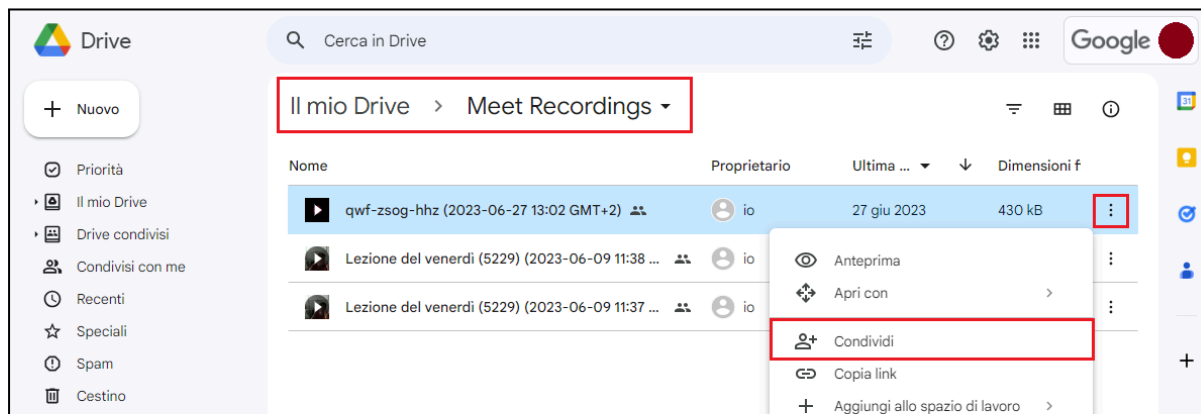 Drive
Cerca in Drive
Google
Nuovo
Il mio Drive > Meet Recordings
Nome Proprietario Ultima ... Dimensioni f
Priorità
Il mio Drive
Drive condivisi
Condivisi con me
Recenti
Speciali
Spam
Cestino
qwf-zsog-hhz (2023-06-27 13:02 GMT+2) io 27 giu 2023 430 kB
Lezione del venerdì (5229) (2023-06-09 11:38 ... io
Lezione del venerdì (5229) (2023-06-09 11:37 ... io
Anteprima
Apri con >
Condividi
Copia link
Aggiungi allo spazio di lavoro >
31